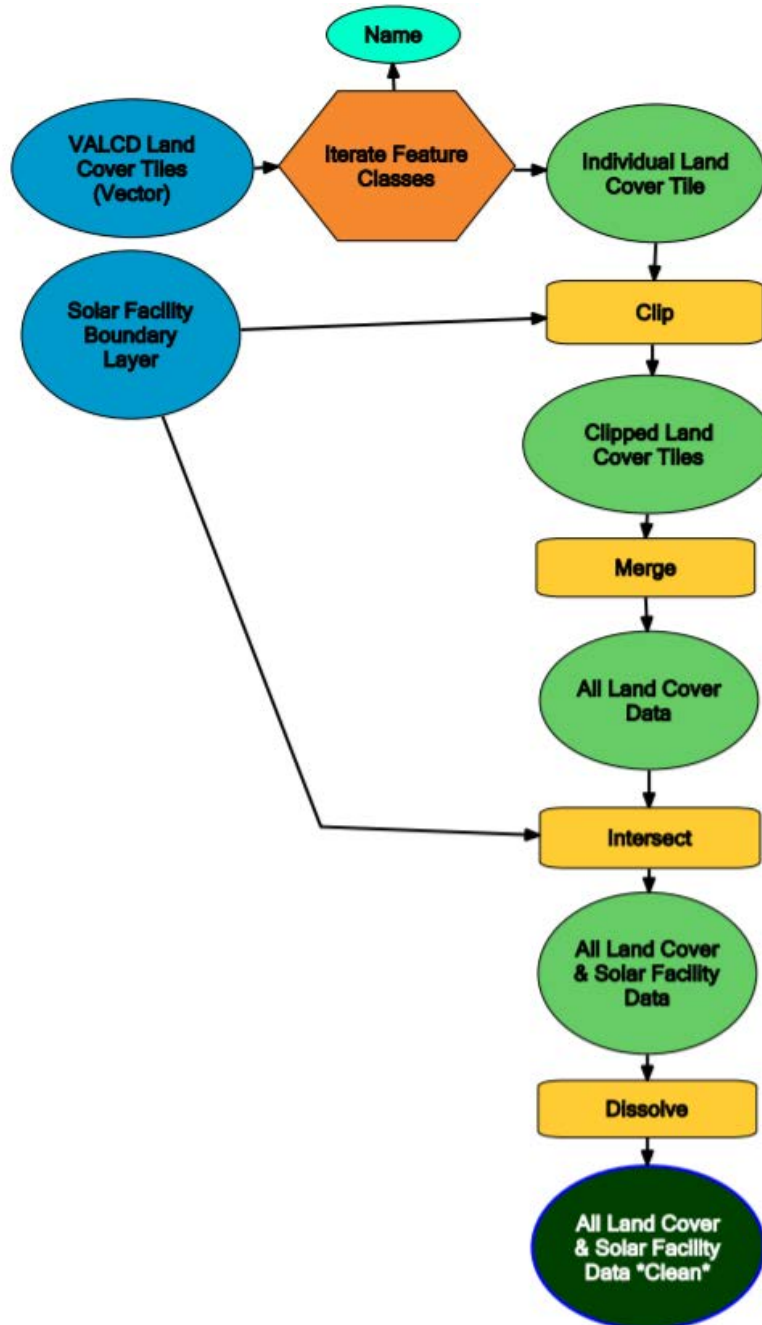 Name
VALCD Land
Cover Tiles
(Vector)
Iterate Feature
Classes
Individual Land
Cover Tile
Solar Facility
Boundary
Layer
Clip
Clipped Land
Cover Tiles
Merge
All Land Cover
Data
Intersect
All Land Cover
& Solar Facility
Data
Dissolve
All Land Cover
& Solar Facility
Data *Clean*